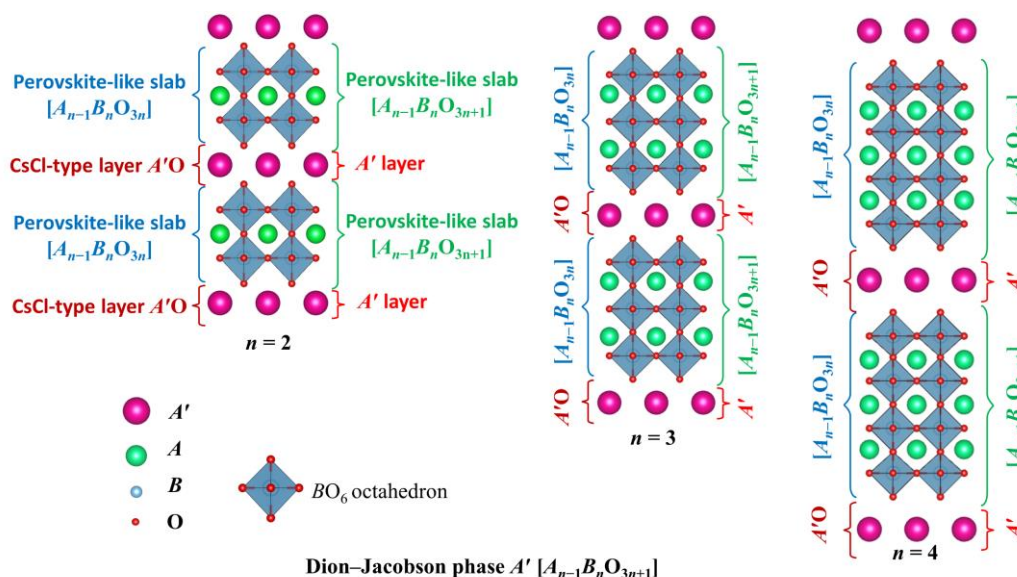 Perovskite-like slab
[Aₙ₋₁BₙO₃ₙ]
Perovskite-like slab
[Aₙ₋₁BₙO₃ₙ₊₁]
CsCl-type layer A′O
A′ layer
Perovskite-like slab
[Aₙ₋₁BₙO₃ₙ]
Perovskite-like slab
[Aₙ₋₁BₙO₃ₙ₊₁]
CsCl-type layer A′O
A′ layer
n = 2
[Aₙ₋₁BₙO₃ₙ]
[Aₙ₋₁BₙO₃ₙ₊₁]
A′O
A′
[Aₙ₋₁BₙO₃ₙ]
[Aₙ₋₁BₙO₃ₙ₊₁]
A′O
A′
n = 3
[Aₙ₋₁BₙO₃ₙ]
A′O
A′
[Aₙ₋₁BₙO₃ₙ]
A′O
A′
n = 4
A′
A
B
O
BO₆ octahedron
Dion–Jacobson phase A′ [Aₙ₋₁BₙO₃ₙ₊₁]